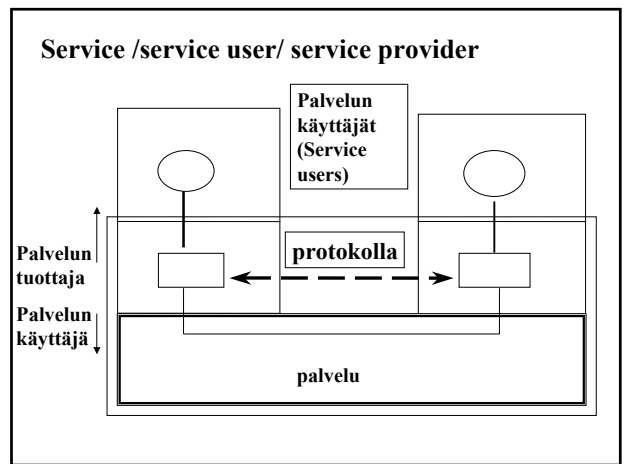 Service /service user/ service provider
Palvelun
käyttäjät
(Service
users)
protokolla
Palvelun
tuottaja
Palvelun
käyttäjä
palvelu